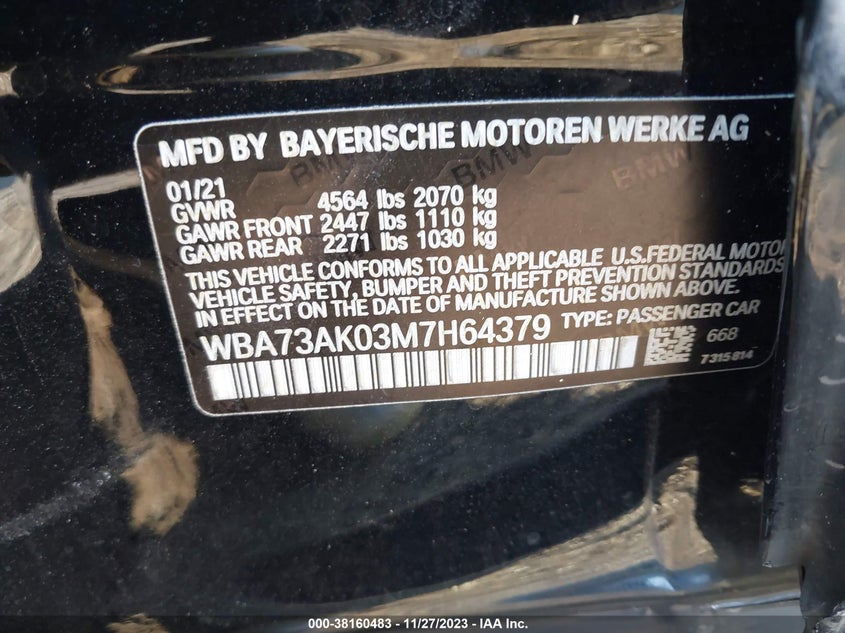 MFD BY BAYERISCHE MOTOREN WERKE AG
01/21
GVWR 4564 lbs 2070 kg
GAWR FRONT 2447 lbs 1110 kg
GAWR REAR 2271 lbs 1030 kg
THIS VEHICLE CONFORMS TO ALL APPLICABLE U.S.FEDERAL MOTOR
VEHICLE SAFETY, BUMPER AND THEFT PREVENTION STANDARDS
IN EFFECT ON THE DATE OF MANUFACTURE SHOWN ABOVE.
WBA73AK03M7H64379 TYPE: PASSENGER CAR
668
7315814
000-38160483 - 11/27/2023 - IAA Inc.